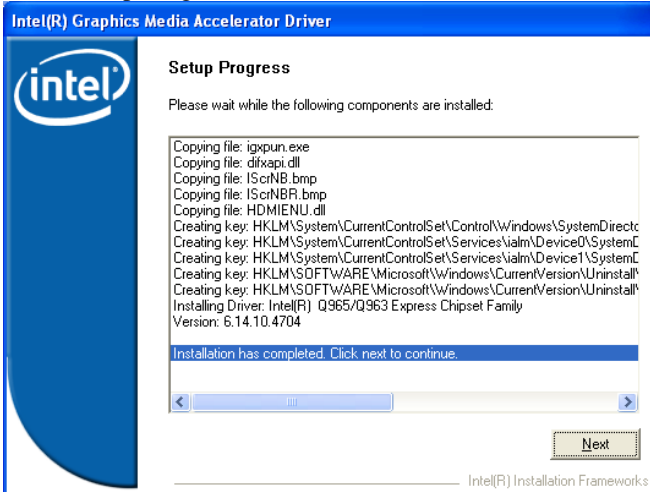 Intel(R) Graphics Media Accelerator Driver
intel
Setup Progress
Please wait while the following components are installed:
Copying file: igxpun.exe
Copying file: difxapi.dll
Copying file: IScrNB.bmp
Copying file: IScrNBR.bmp
Copying file: HDMIENU.dll
Creating key: HKLM\System\CurrentControlSet\Control\Windows\SystemDirecto
Creating key: HKLM\System\CurrentControlSet\Services\ialm\Device0\SystemD
Creating key: HKLM\System\CurrentControlSet\Services\ialm\Device1\SystemD
Creating key: HKLM\SOFTWARE\Microsoft\Windows\CurrentVersion\Uninstall\
Creating key: HKLM\SOFTWARE\Microsoft\Windows\CurrentVersion\Uninstall\
Installing Driver: Intel(R) Q965/Q963 Express Chipset Family
Version: 6.14.10.4704
Installation has completed. Click next to continue.
Next
Intel(R) Installation Frameworks